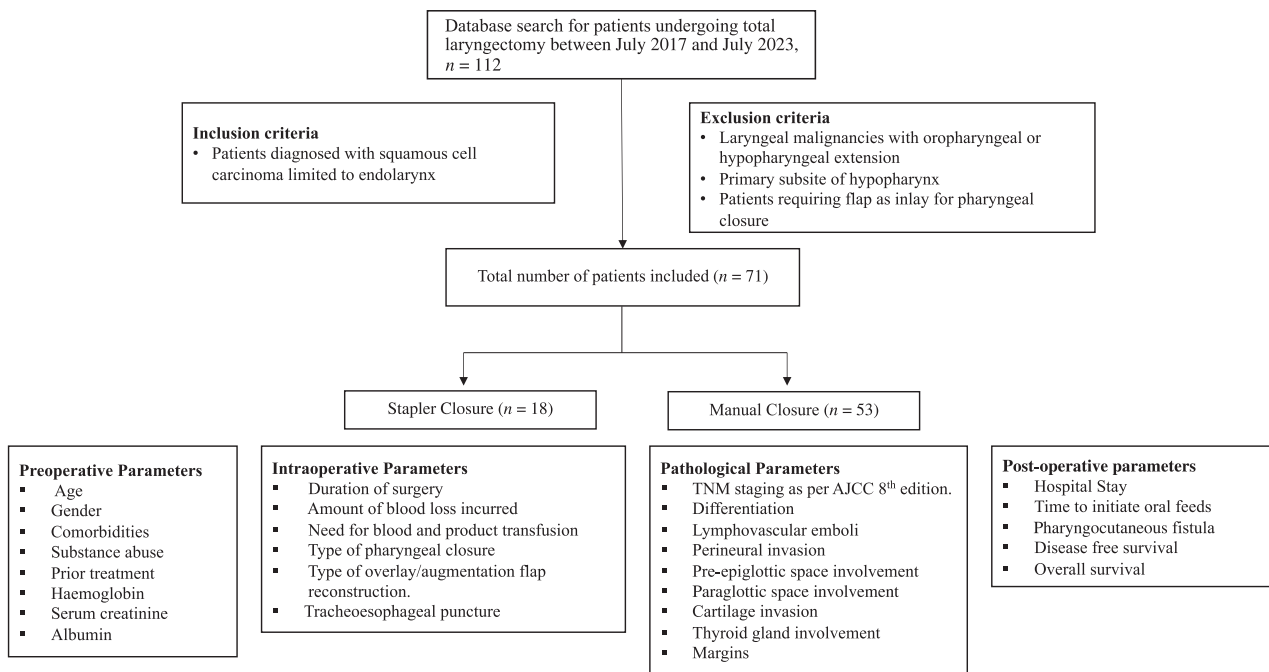 Database search for patients undergoing total
laryngectomy between July 2017 and July 2023,
n = 112
Inclusion criteria
• Patients diagnosed with squamous cell
carcinoma limited to endolarynx
Exclusion criteria
• Laryngeal malignancies with oropharyngeal or
hypopharyngeal extension
• Primary subsite of hypopharynx
• Patients requiring flap as inlay for pharyngeal
closure
Total number of patients included (n = 71)
Stapler Closure (n = 18)
Manual Closure (n = 53)
Preoperative Parameters
▪ Age
▪ Gender
▪ Comorbidities
▪ Substance abuse
▪ Prior treatment
▪ Haemoglobin
▪ Serum creatinine
▪ Albumin
Intraoperative Parameters
▪ Duration of surgery
▪ Amount of blood loss incurred
▪ Need for blood and product transfusion
▪ Type of pharyngeal closure
▪ Type of overlay/augmentation flap
reconstruction.
▪ Tracheoesophageal puncture
Pathological Parameters
▪ TNM staging as per AJCC 8th edition.
▪ Differentiation
▪ Lymphovascular emboli
▪ Perineural invasion
▪ Pre-epiglottic space involvement
▪ Paraglottic space involvement
▪ Cartilage invasion
▪ Thyroid gland involvement
▪ Margins
Post-operative parameters
▪ Hospital Stay
▪ Time to initiate oral feeds
▪ Pharyngocutaneous fistula
▪ Disease free survival
▪ Overall survival